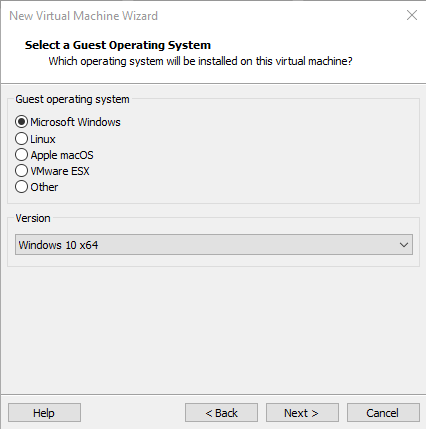 New Virtual Machine Wizard
Select a Guest Operating System
Which operating system will be installed on this virtual machine?
Guest operating system
Microsoft Windows
Linux
Apple macOS
VMware ESX
Other
Version
Windows 10 x64
Help
< Back
Next >
Cancel